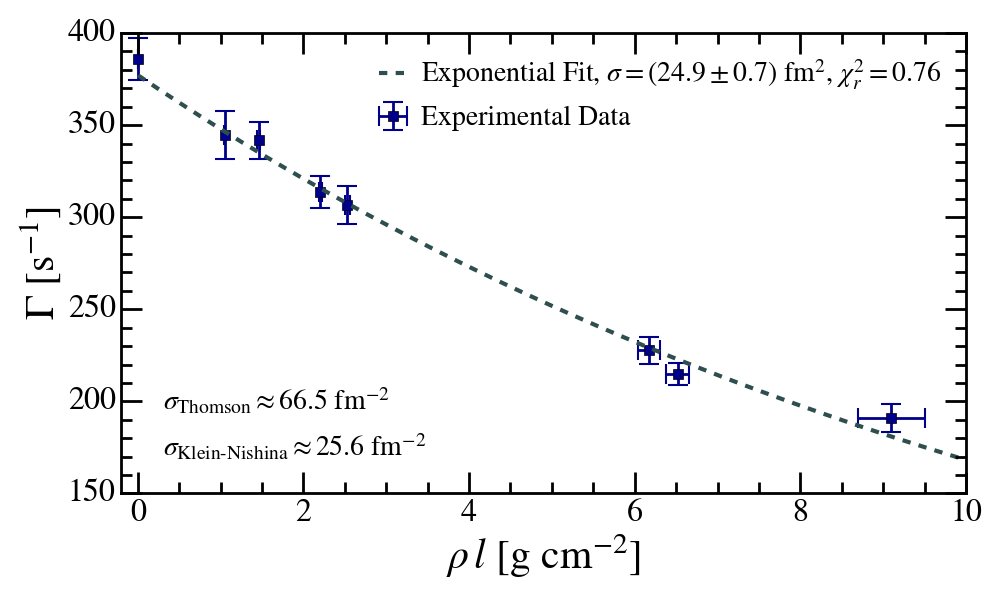 400
350
300
250
200
150
Γ [s⁻¹]
Exponential Fit, σ = (24.9 ± 0.7) fm², χ²ᵣ = 0.76
Experimental Data
σThomson ≈ 66.5 fm⁻²
σKlein-Nishina ≈ 25.6 fm⁻²
0 2 4 6 8 10
ρ l [g cm⁻²]